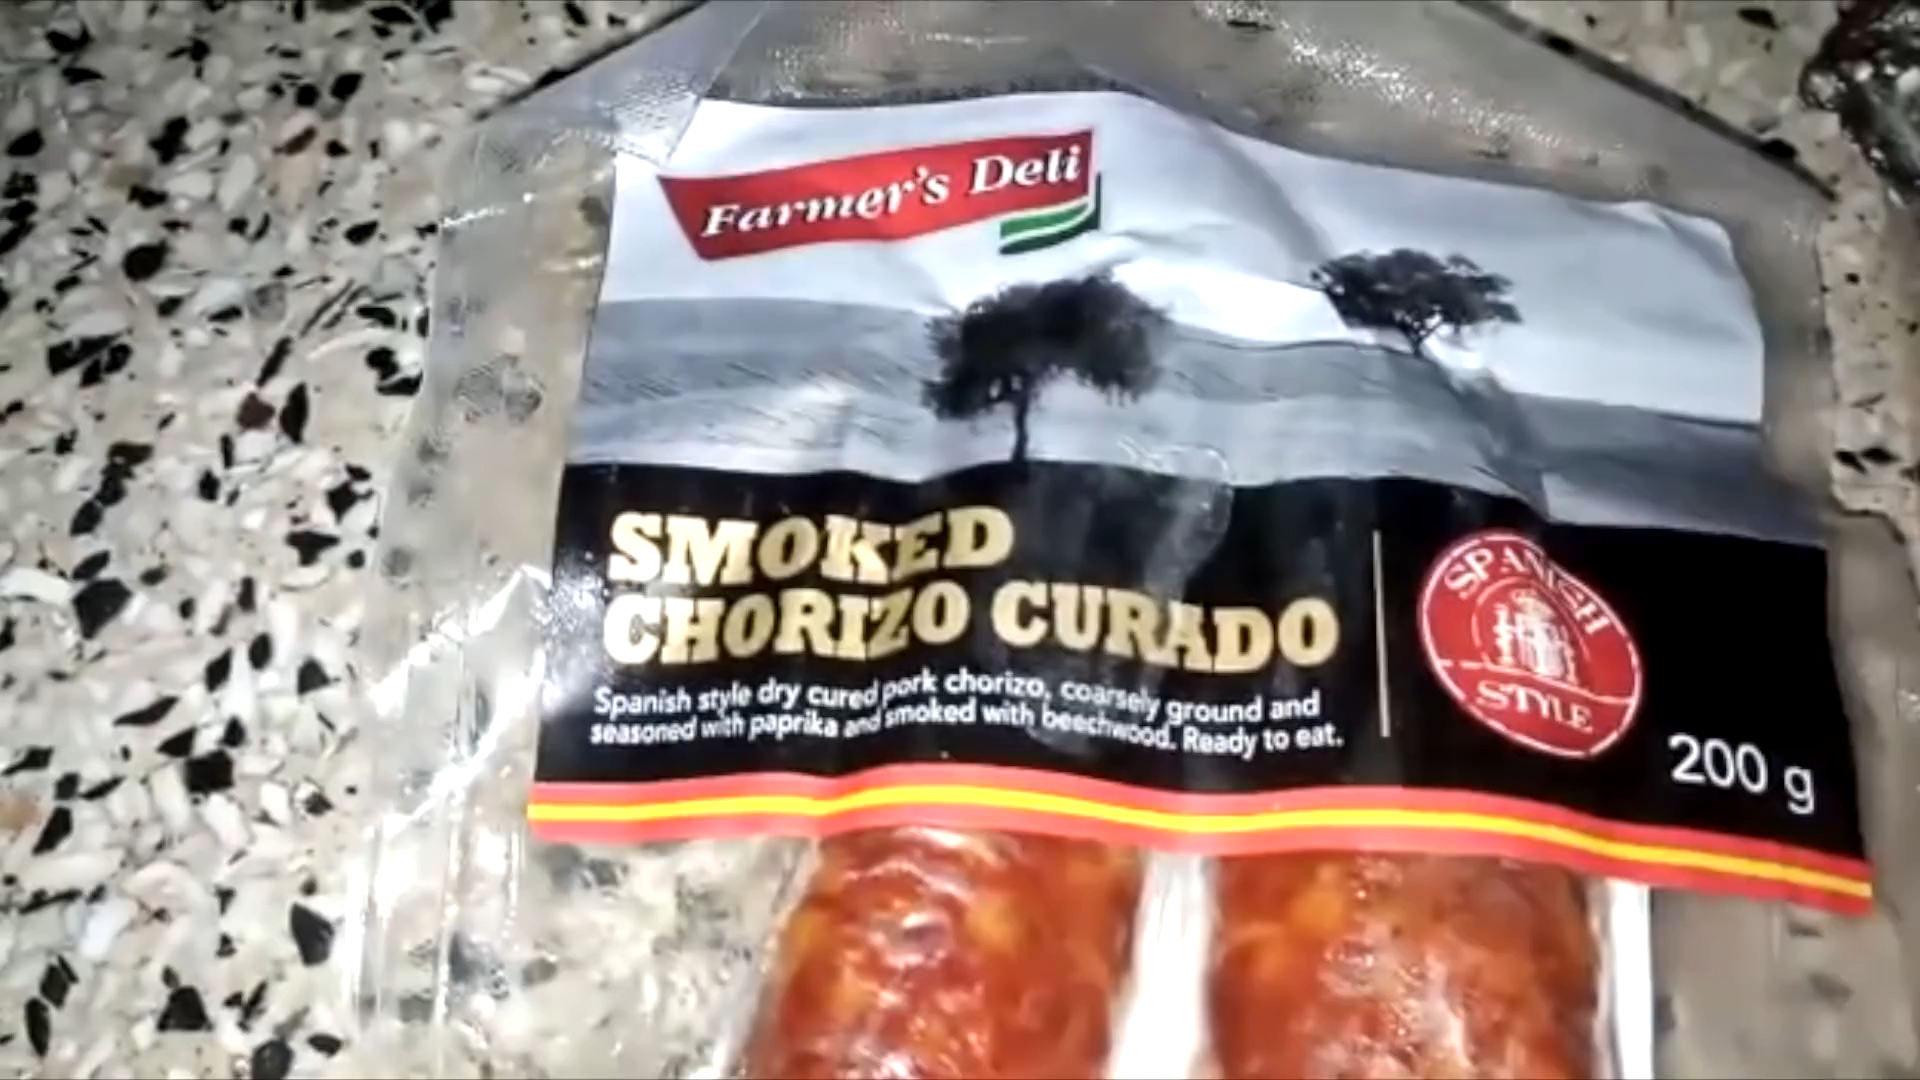 Farmer's Deli
SMOKED
CHORIZO CURADO
Spanish style dry cured pork chorizo, coarsely ground and
seasoned with paprika and smoked with beechwood. Ready to eat.
SPANISH
STYLE
200 g